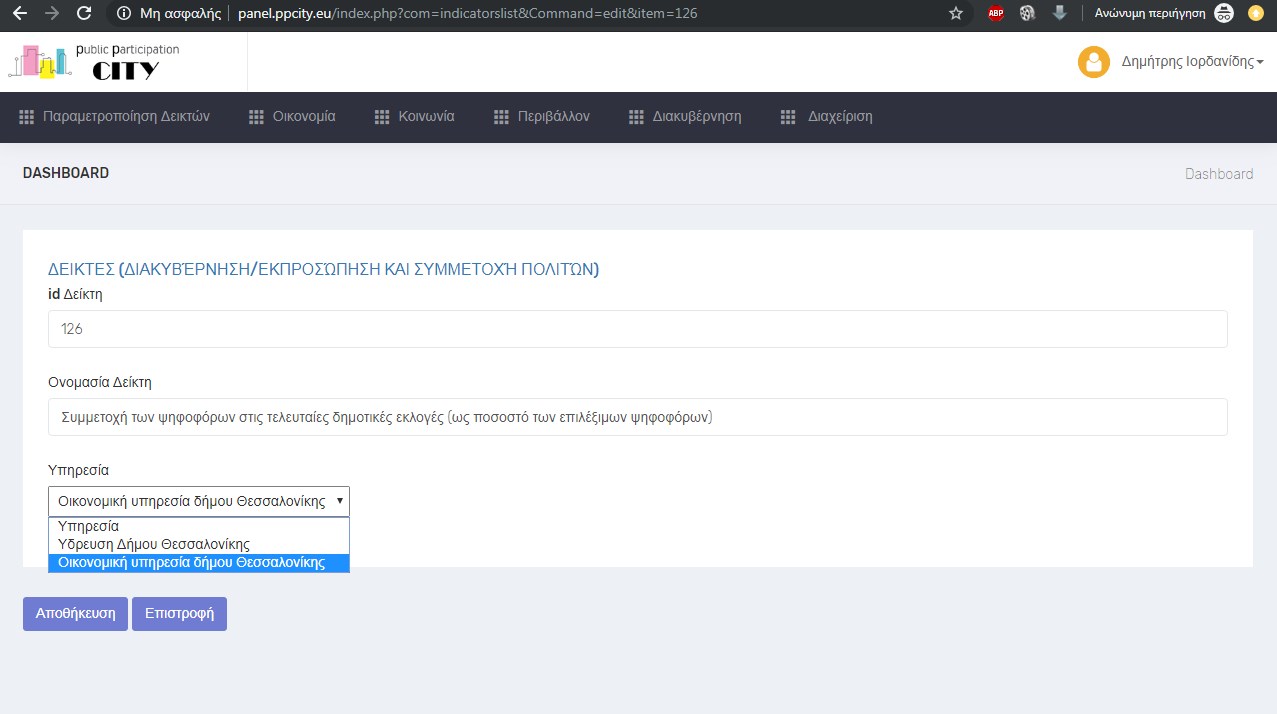 Μη ασφαλής panel.ppcity.eu/index.php?com=indicatorslist&Command=edit&item=126 ABP Ανώνυμη περιήγηση
Public Participation
CITY
Δημήτρης Ιορδανίδης
Παραμετροποίηση Δεικτών Οικονομία Κοινωνία Περιβάλλον Διακυβέρνηση Διαχείριση
DASHBOARD Dashboard
ΔΕΙΚΤΕΣ (ΔΙΑΚΥΒΈΡΝΗΣΗ/ΕΚΠΡΟΣΏΠΗΣΗ ΚΑΙ ΣΥΜΜΕΤΟΧΉ ΠΟΛΙΤΏΝ)
id Δείκτη
126
Ονομασία Δείκτη
Συμμετοχή των ψηφοφόρων στις τελευταίες δημοτικές εκλογές (ως ποσοστό των επιλέξιμων ψηφοφόρων)
Υπηρεσία
Οικονομική υπηρεσία δήμου Θεσσαλονίκης
Υπηρεσία
Υδρευση Δήμου Θεσσαλονίκης
Οικονομική υπηρεσία δήμου Θεσσαλονίκης
Αποθήκευση Επιστροφή